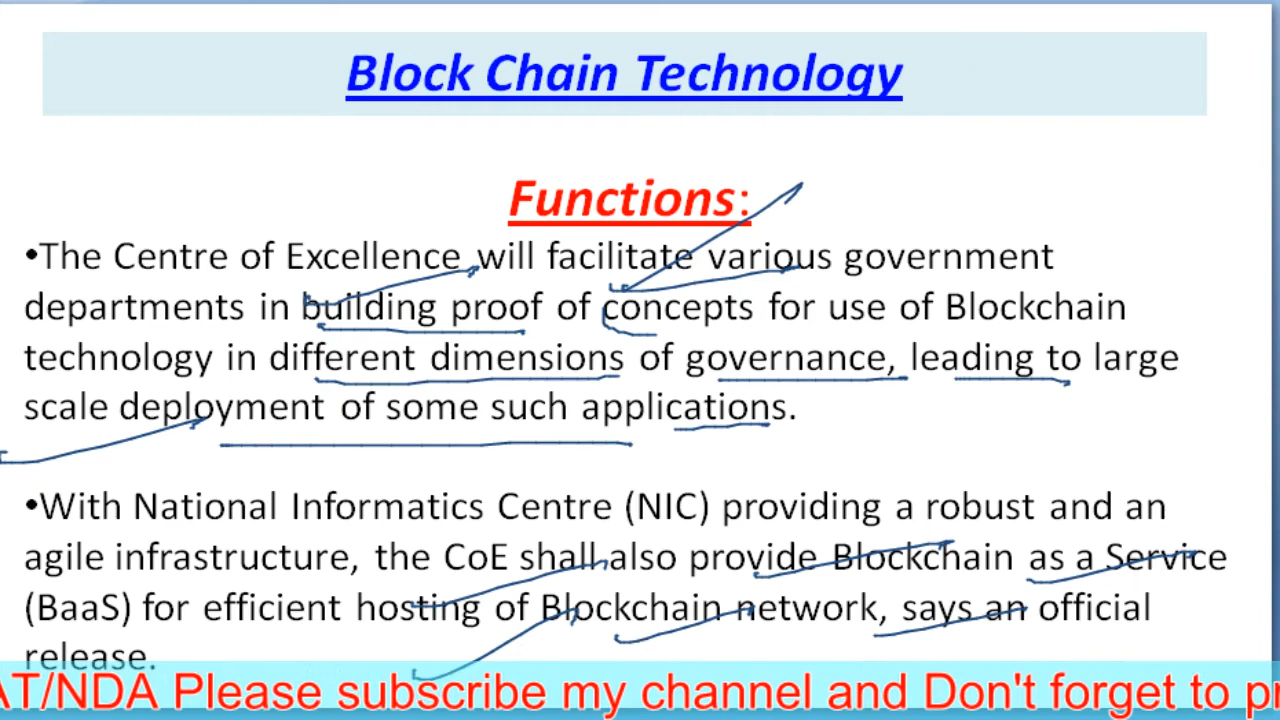 Block Chain Technology
Functions:
•The Centre of Excellence will facilitate various government
departments in building proof of concepts for use of Blockchain
technology in different dimensions of governance, leading to large
scale deployment of some such applications.
•With National Informatics Centre (NIC) providing a robust and an
agile infrastructure, the CoE shall also provide Blockchain as a Service
(BaaS) for efficient hosting of Blockchain network, says an official
release.
AT/NDA Please subscribe my channel and Don't forget to pr